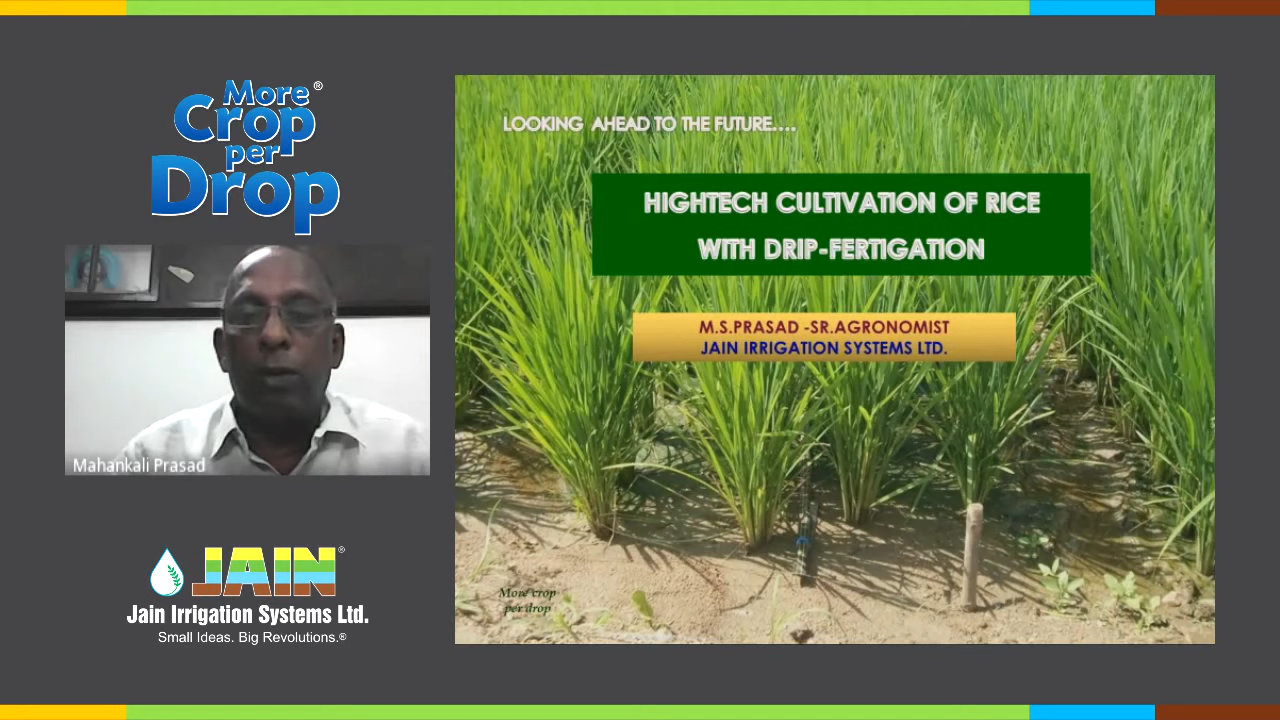 More®
Crop
per
Drop
Mahankali Prasad
JAIN®
Jain Irrigation Systems Ltd.
Small Ideas. Big Revolutions.®
LOOKING AHEAD TO THE FUTURE....
HIGHTECH CULTIVATION OF RICE
WITH DRIP-FERTIGATION
M.S.PRASAD -SR.AGRONOMIST
JAIN IRRIGATION SYSTEMS LTD.
More crop
per drop